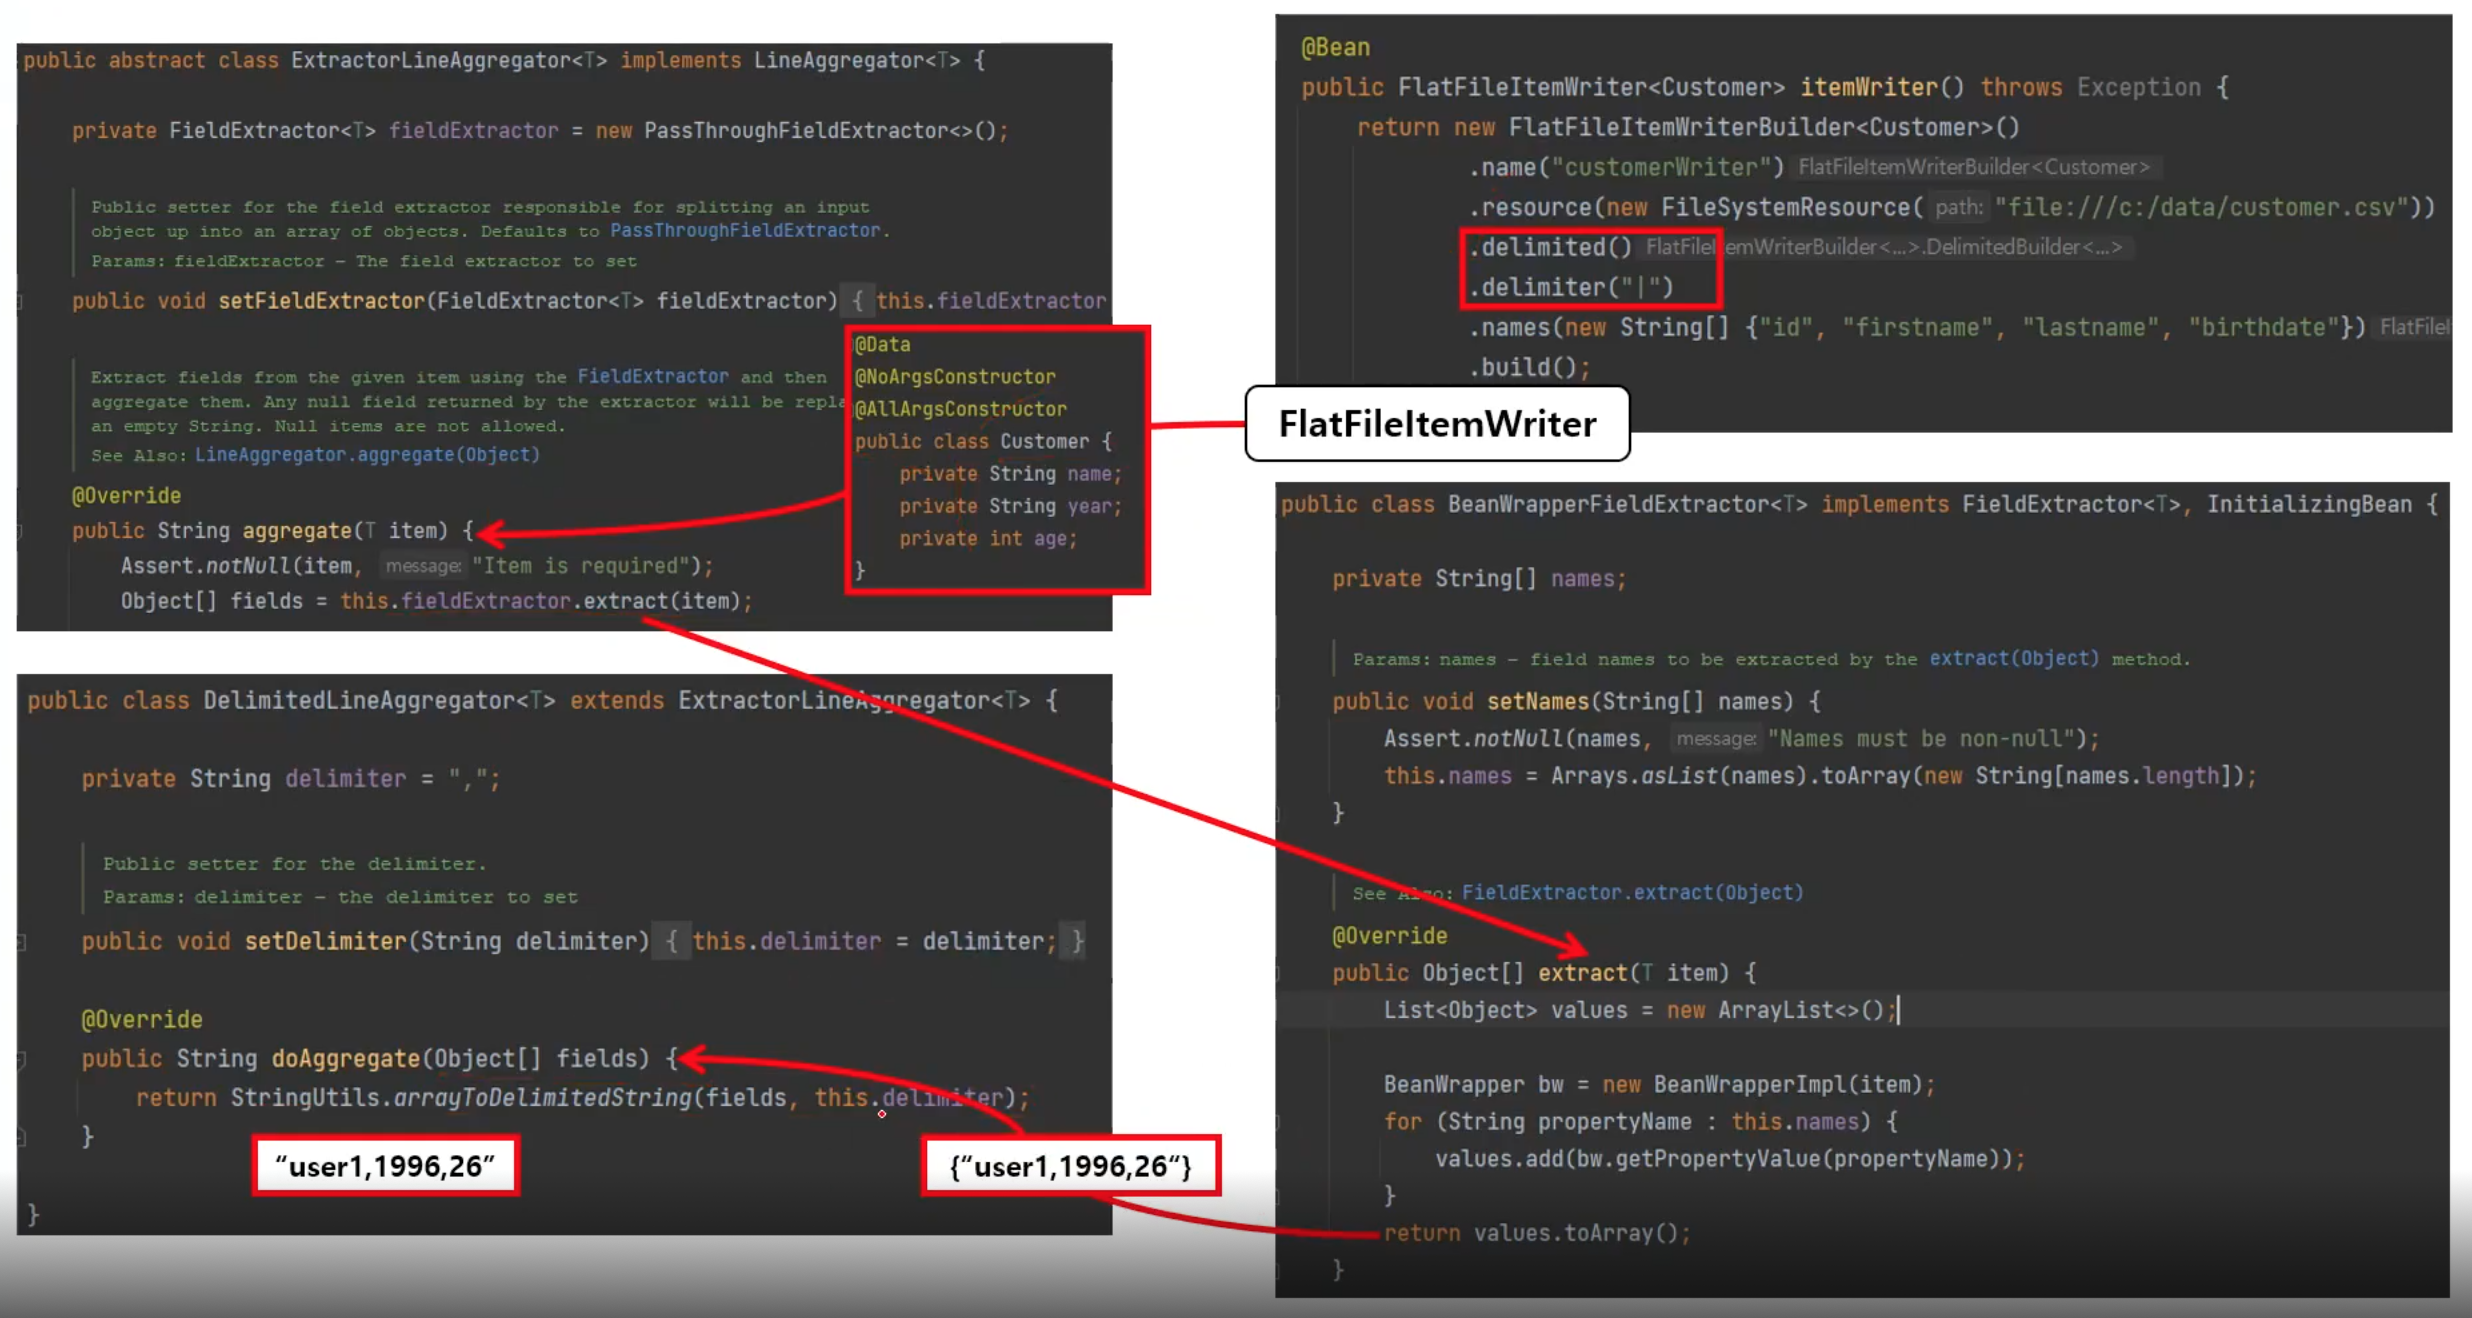 public abstract class ExtractorLineAggregator<T> implements LineAggregator<T> {
private FieldExtractor<T> fieldExtractor = new PassThroughFieldExtractor<>();
Public setter for the field extractor responsible for splitting an input
object up into an array of objects. Defaults to PassThroughFieldExtractor.
Params: fieldExtractor – The field extractor to set
public void setFieldExtractor(FieldExtractor<T> fieldExtractor) { this.fieldExtractor
Extract fields from the given item using the FieldExtractor and then
aggregate them. Any null field returned by the extractor will be repla
an empty String. Null items are not allowed.
See Also: LineAggregator.aggregate(Object)
@Override
public String aggregate(T item) {
Assert.notNull(item, message: "Item is required");
Object[] fields = this.fieldExtractor.extract(item);
@Data
@NoArgsConstructor
@AllArgsConstructor
public class Customer {
private String name;
private String year;
private int age;
}
public class DelimitedLineAggregator<T> extends ExtractorLineAggregator<T> {
private String delimiter = ",";
Public setter for the delimiter.
Params: delimiter – the delimiter to set
public void setDelimiter(String delimiter) { this.delimiter = delimiter; }
@Override
public String doAggregate(Object[] fields) {
return StringUtils.arrayToDelimitedString(fields, this.delimiter);
}
“user1,1996,26”
{“user1,1996,26“}
}
@Bean
public FlatFileItemWriter<Customer> itemWriter() throws Exception {
return new FlatFileItemWriterBuilder<Customer>()
.name("customerWriter") FlatFileItemWriterBuilder<Customer>
.resource(new FileSystemResource( path: "file:///c:/data/customer.csv"))
.delimited() FlatFileItemWriterBuilder<...>.DelimitedBuilder<...>
.delimiter("|")
.names(new String[] {"id", "firstname", "lastname", "birthdate"}) FlatFileI
.build();
FlatFileItemWriter
public class BeanWrapperFieldExtractor<T> implements FieldExtractor<T>, InitializingBean {
private String[] names;
Params: names – field names to be extracted by the extract(Object) method.
public void setNames(String[] names) {
Assert.notNull(names, message: "Names must be non-null");
this.names = Arrays.asList(names).toArray(new String[names.length]);
}
See Also: FieldExtractor.extract(Object)
@Override
public Object[] extract(T item) {
List<Object> values = new ArrayList<>();
BeanWrapper bw = new BeanWrapperImpl(item);
for (String propertyName : this.names) {
values.add(bw.getPropertyValue(propertyName));
}
return values.toArray();
}